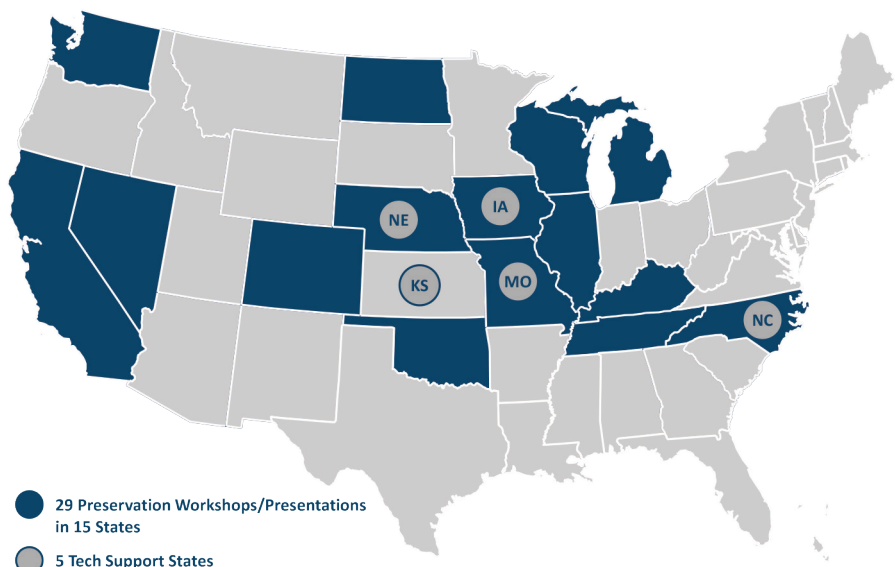 NE
IA
KS
MO
NC
29 Preservation Workshops/Presentations
in 15 States
5 Tech Support States